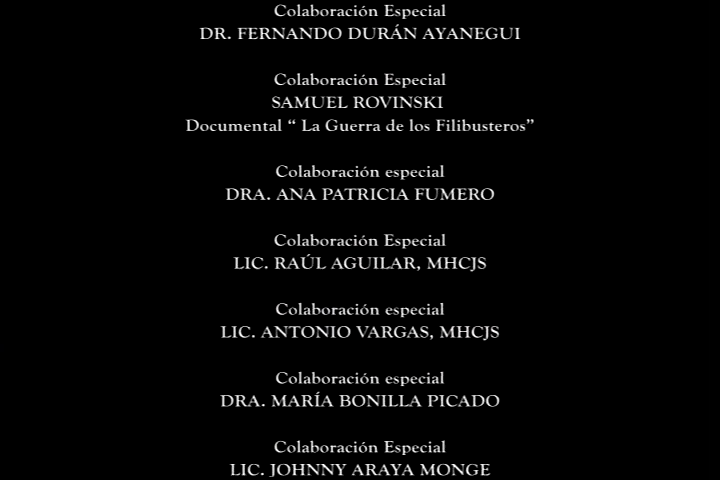 Colaboración Especial
DR. FERNANDO DURÁN AYANEGUI
Colaboración Especial
SAMUEL ROVINSKI
Documental “ La Guerra de los Filibusteros”
Colaboración especial
DRA. ANA PATRICIA FUMERO
Colaboración Especial
LIC. RAÚL AGUILAR, MHCJS
Colaboración especial
LIC. ANTONIO VARGAS, MHCJS
Colaboración especial
DRA. MARÍA BONILLA PICADO
Colaboración Especial
LIC. JOHNNY ARAYA MONGE